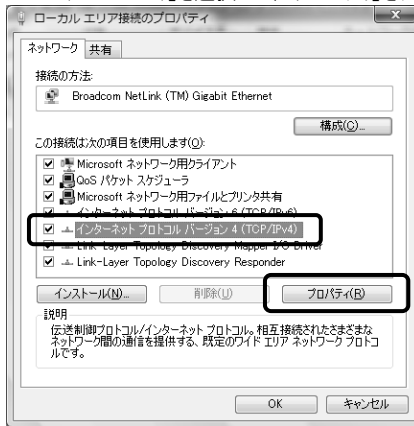 ローカル エリア接続のプロパティ
ネットワーク 共有
接続の方法:
Broadcom NetLink (TM) Gigabit Ethernet
構成(C)...
この接続は次の項目を使用します(O):
Microsoft ネットワーク用クライアント
QoS パケット スケジューラ
Microsoft ネットワーク用ファイルとプリンタ共有
インターネット プロトコル バージョン 6 (TCP/IPv6)
インターネット プロトコル バージョン 4 (TCP/IPv4)
Link-Layer Topology Discovery Mapper I/O Driver
Link-Layer Topology Discovery Responder
インストール(N)... 削除(U) プロパティ(R)
説明
伝送制御プロトコル/インターネット プロトコル。相互接続されたさまざまな
ネットワーク間の通信を提供する、既定のワイド エリア ネットワーク プロトコ
ルです。
OK キャンセル